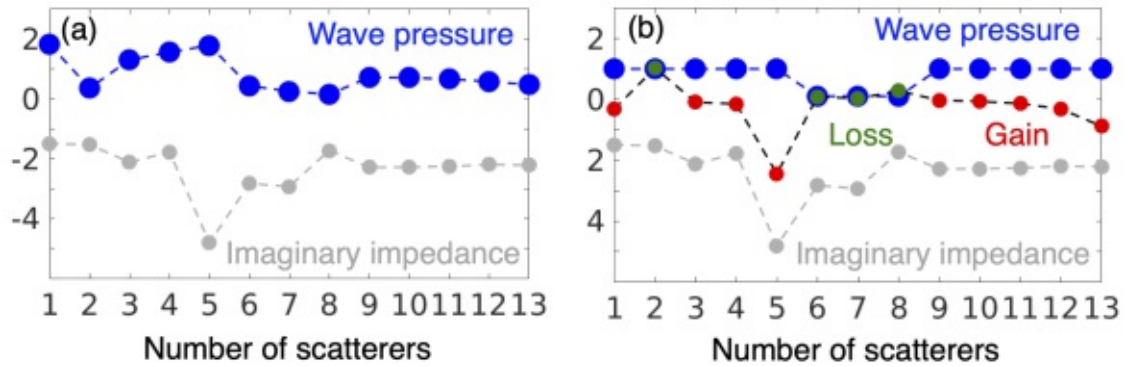 (a)
Wave pressure
2
0
-2
-4
Imaginary impedance
1 2 3 4 5 6 7 8 9 10 11 12 13
Number of scatterers
(b)
Wave pressure
2
0
Loss
Gain
2
4
Imaginary impedance
1 2 3 4 5 6 7 8 9 10 11 12 13
Number of scatterers